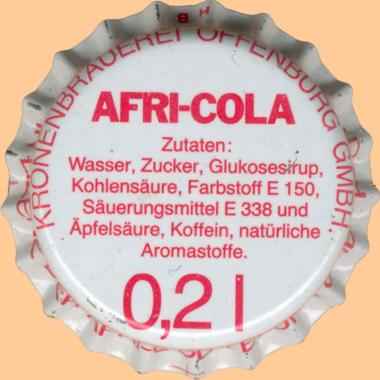 KRONENBRAUEREI OFFENBURG GMBH.
AFRI-COLA
Zutaten:
Wasser, Zucker, Glukosesirup,
Kohlensäure, Farbstoff E 150,
Säuerungsmittel E 338 und
Äpfelsäure, Koffein, natürliche
Aromastoffe.
0,2 l